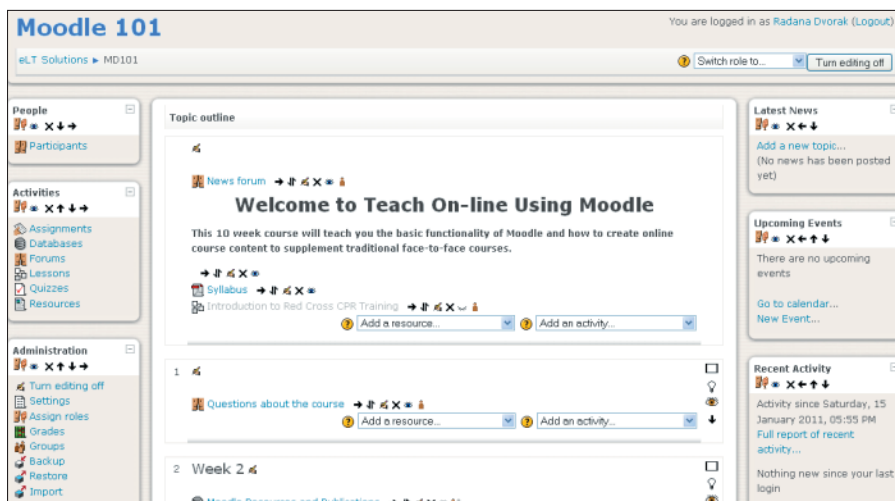 Moodle 101
You are logged in as Radana Dvorak (Logout)
eLT Solutions ► MD101
Switch role to...
Turn editing off
People
Participants
Activities
Assignments
Databases
Forums
Lessons
Quizzes
Resources
Administration
Turn editing off
Settings
Assign roles
Grades
Groups
Backup
Restore
Import
Topic outline
News forum
Welcome to Teach On-line Using Moodle
This 10 week course will teach you the basic functionality of Moodle and how to create online
course content to supplement traditional face-to-face courses.
Syllabus
Introduction to Red Cross CPR Training
Add a resource... Add an activity...
1
Questions about the course
Add a resource... Add an activity...
2 Week 2
Moodle Resources and Publications
Latest News
Add a new topic...
(No news has been posted
yet)
Upcoming Events
There are no upcoming
events
Go to calendar...
New Event...
Recent Activity
Activity since Saturday, 15
January 2011, 05:55 PM
Full report of recent
activity...
Nothing new since your last
login